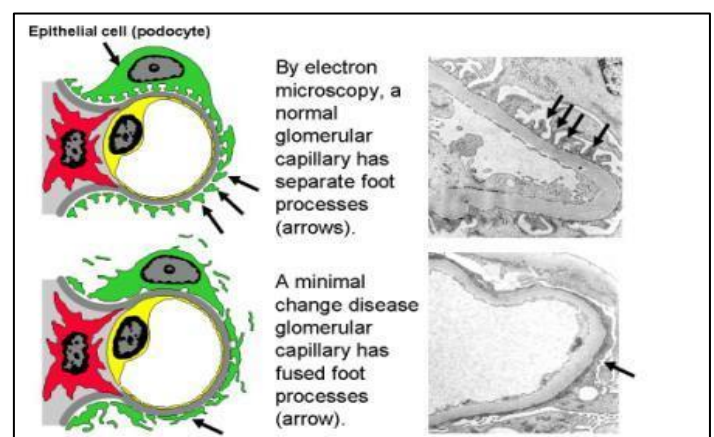 Epithelial cell (podocyte)
By electron
microscopy, a
normal
glomerular
capillary has
separate foot
processes
(arrows).
A minimal
change disease
glomerular
capillary has
fused foot
processes
(arrow).